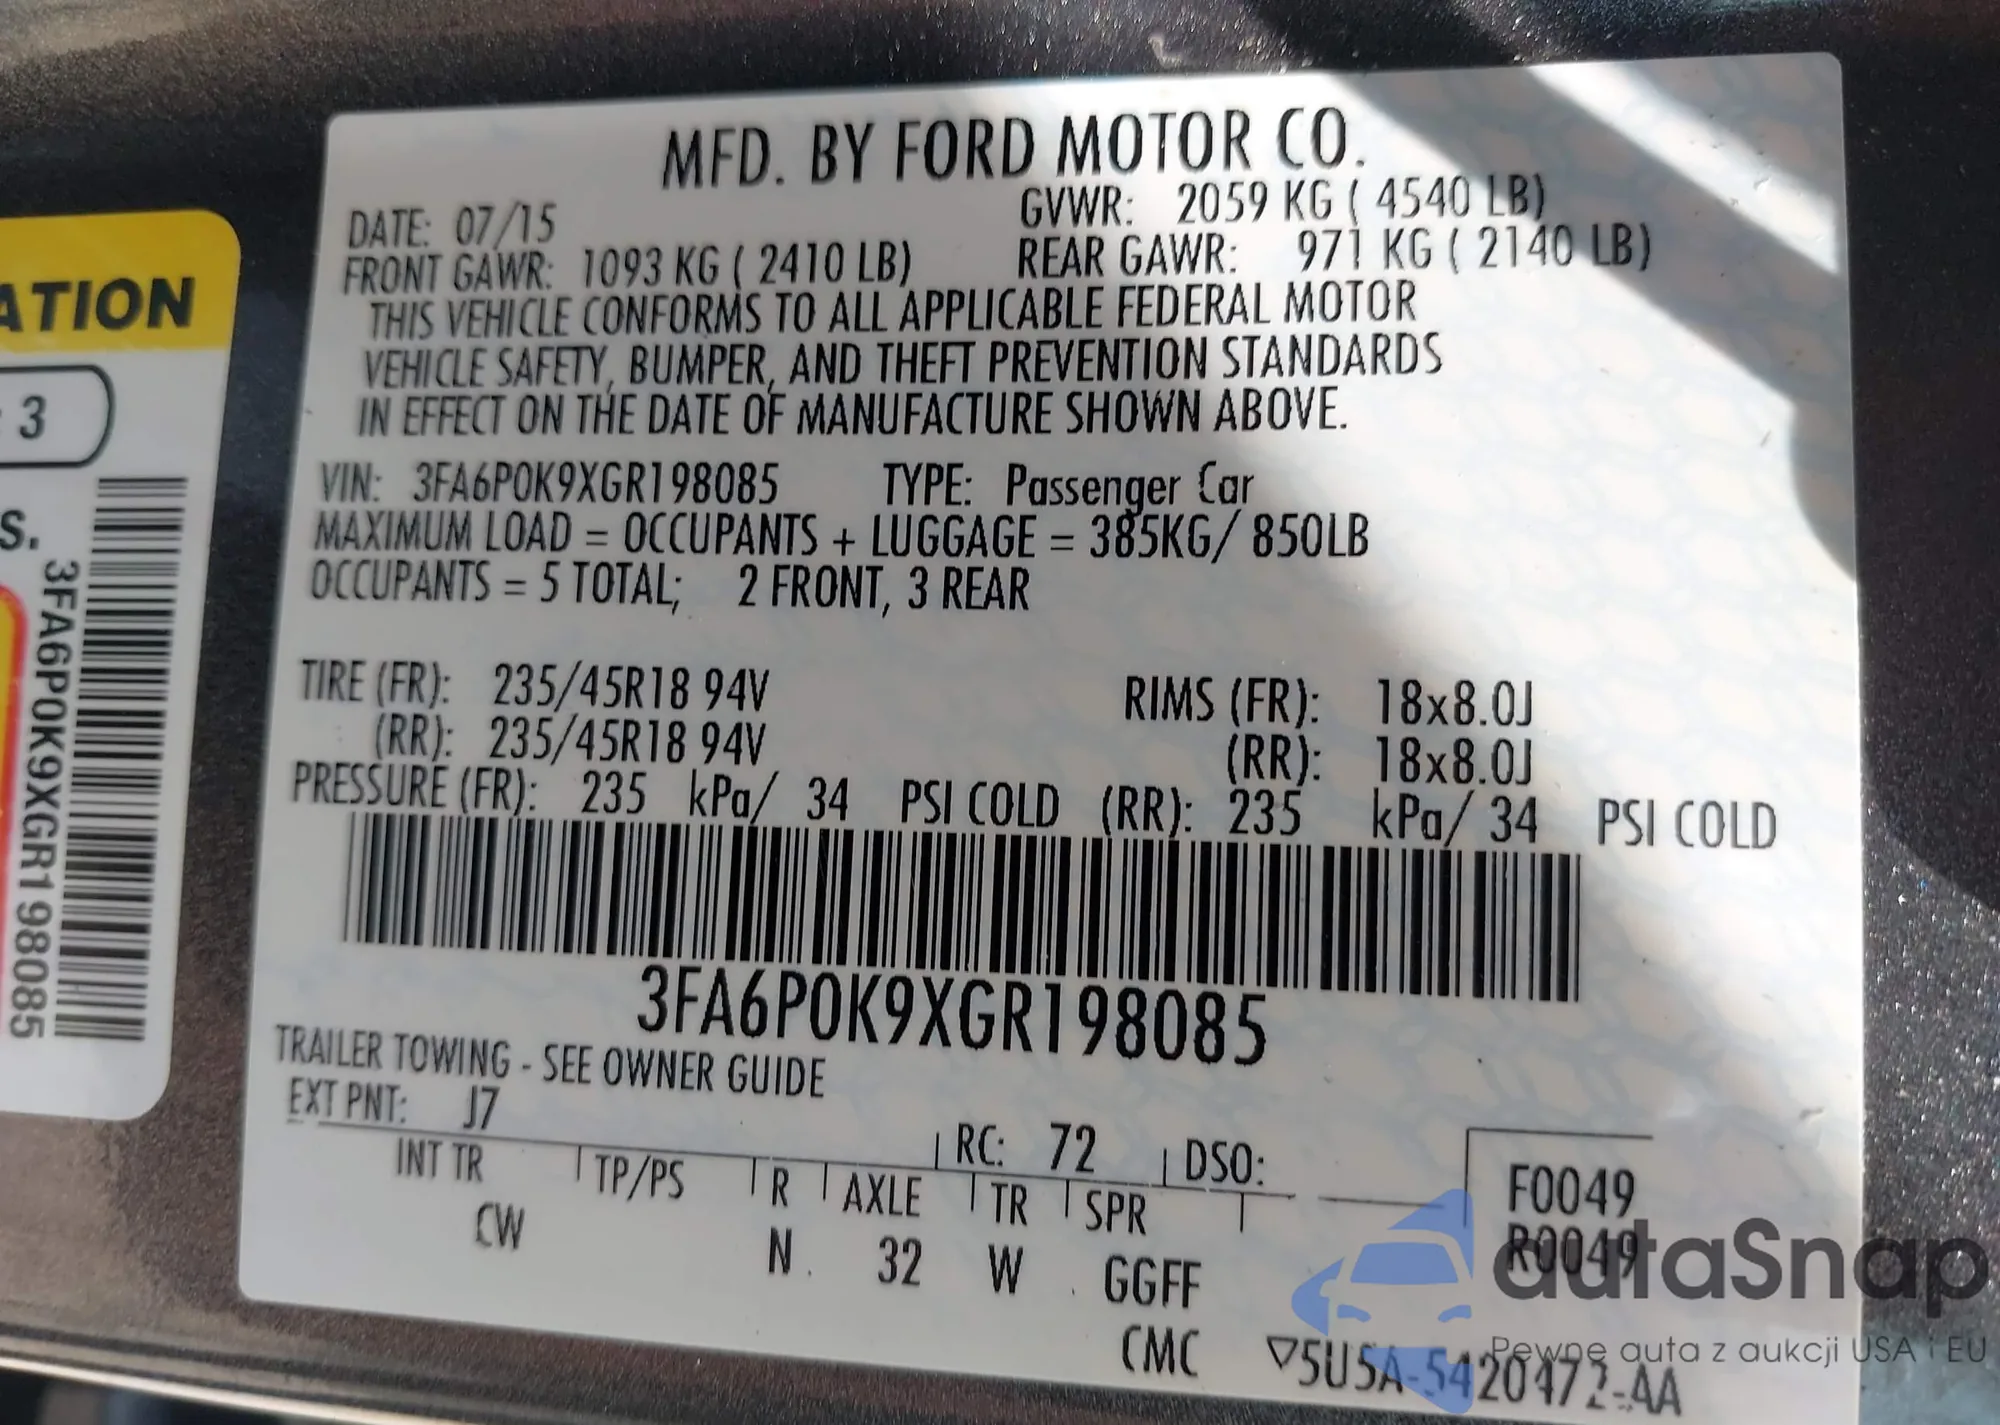 MFD. BY FORD MOTOR CO.
DATE: 07/15 GVWR: 2059 KG ( 4540 LB)
FRONT GAWR: 1093 KG ( 2410 LB) REAR GAWR: 971 KG ( 2140 LB)
THIS VEHICLE CONFORMS TO ALL APPLICABLE FEDERAL MOTOR
VEHICLE SAFETY, BUMPER, AND THEFT PREVENTION STANDARDS
IN EFFECT ON THE DATE OF MANUFACTURE SHOWN ABOVE.
VIN: 3FA6P0K9XGR198085 TYPE: Passenger Car
MAXIMUM LOAD = OCCUPANTS + LUGGAGE = 385KG/ 850LB
OCCUPANTS = 5 TOTAL; 2 FRONT, 3 REAR
TIRE (FR): 235/45R18 94V RIMS (FR): 18x8.0J
(RR): 235/45R18 94V (RR): 18x8.0J
PRESSURE (FR): 235 kPa/ 34 PSI COLD (RR): 235 kPa/ 34 PSI COLD
3FA6P0K9XGR198085
TRAILER TOWING - SEE OWNER GUIDE
EXT PNT: J7 RC: 72 DSO:
INT TR TP/PS R AXLE TR SPR
CW N 32 W GGFF
F0049
R0049
CMC ▽5U5A-5420472-AA
ATION
3
S.
3FA6P0K9XGR198085
autaSnap
Pewne auta z aukcji USA i EU